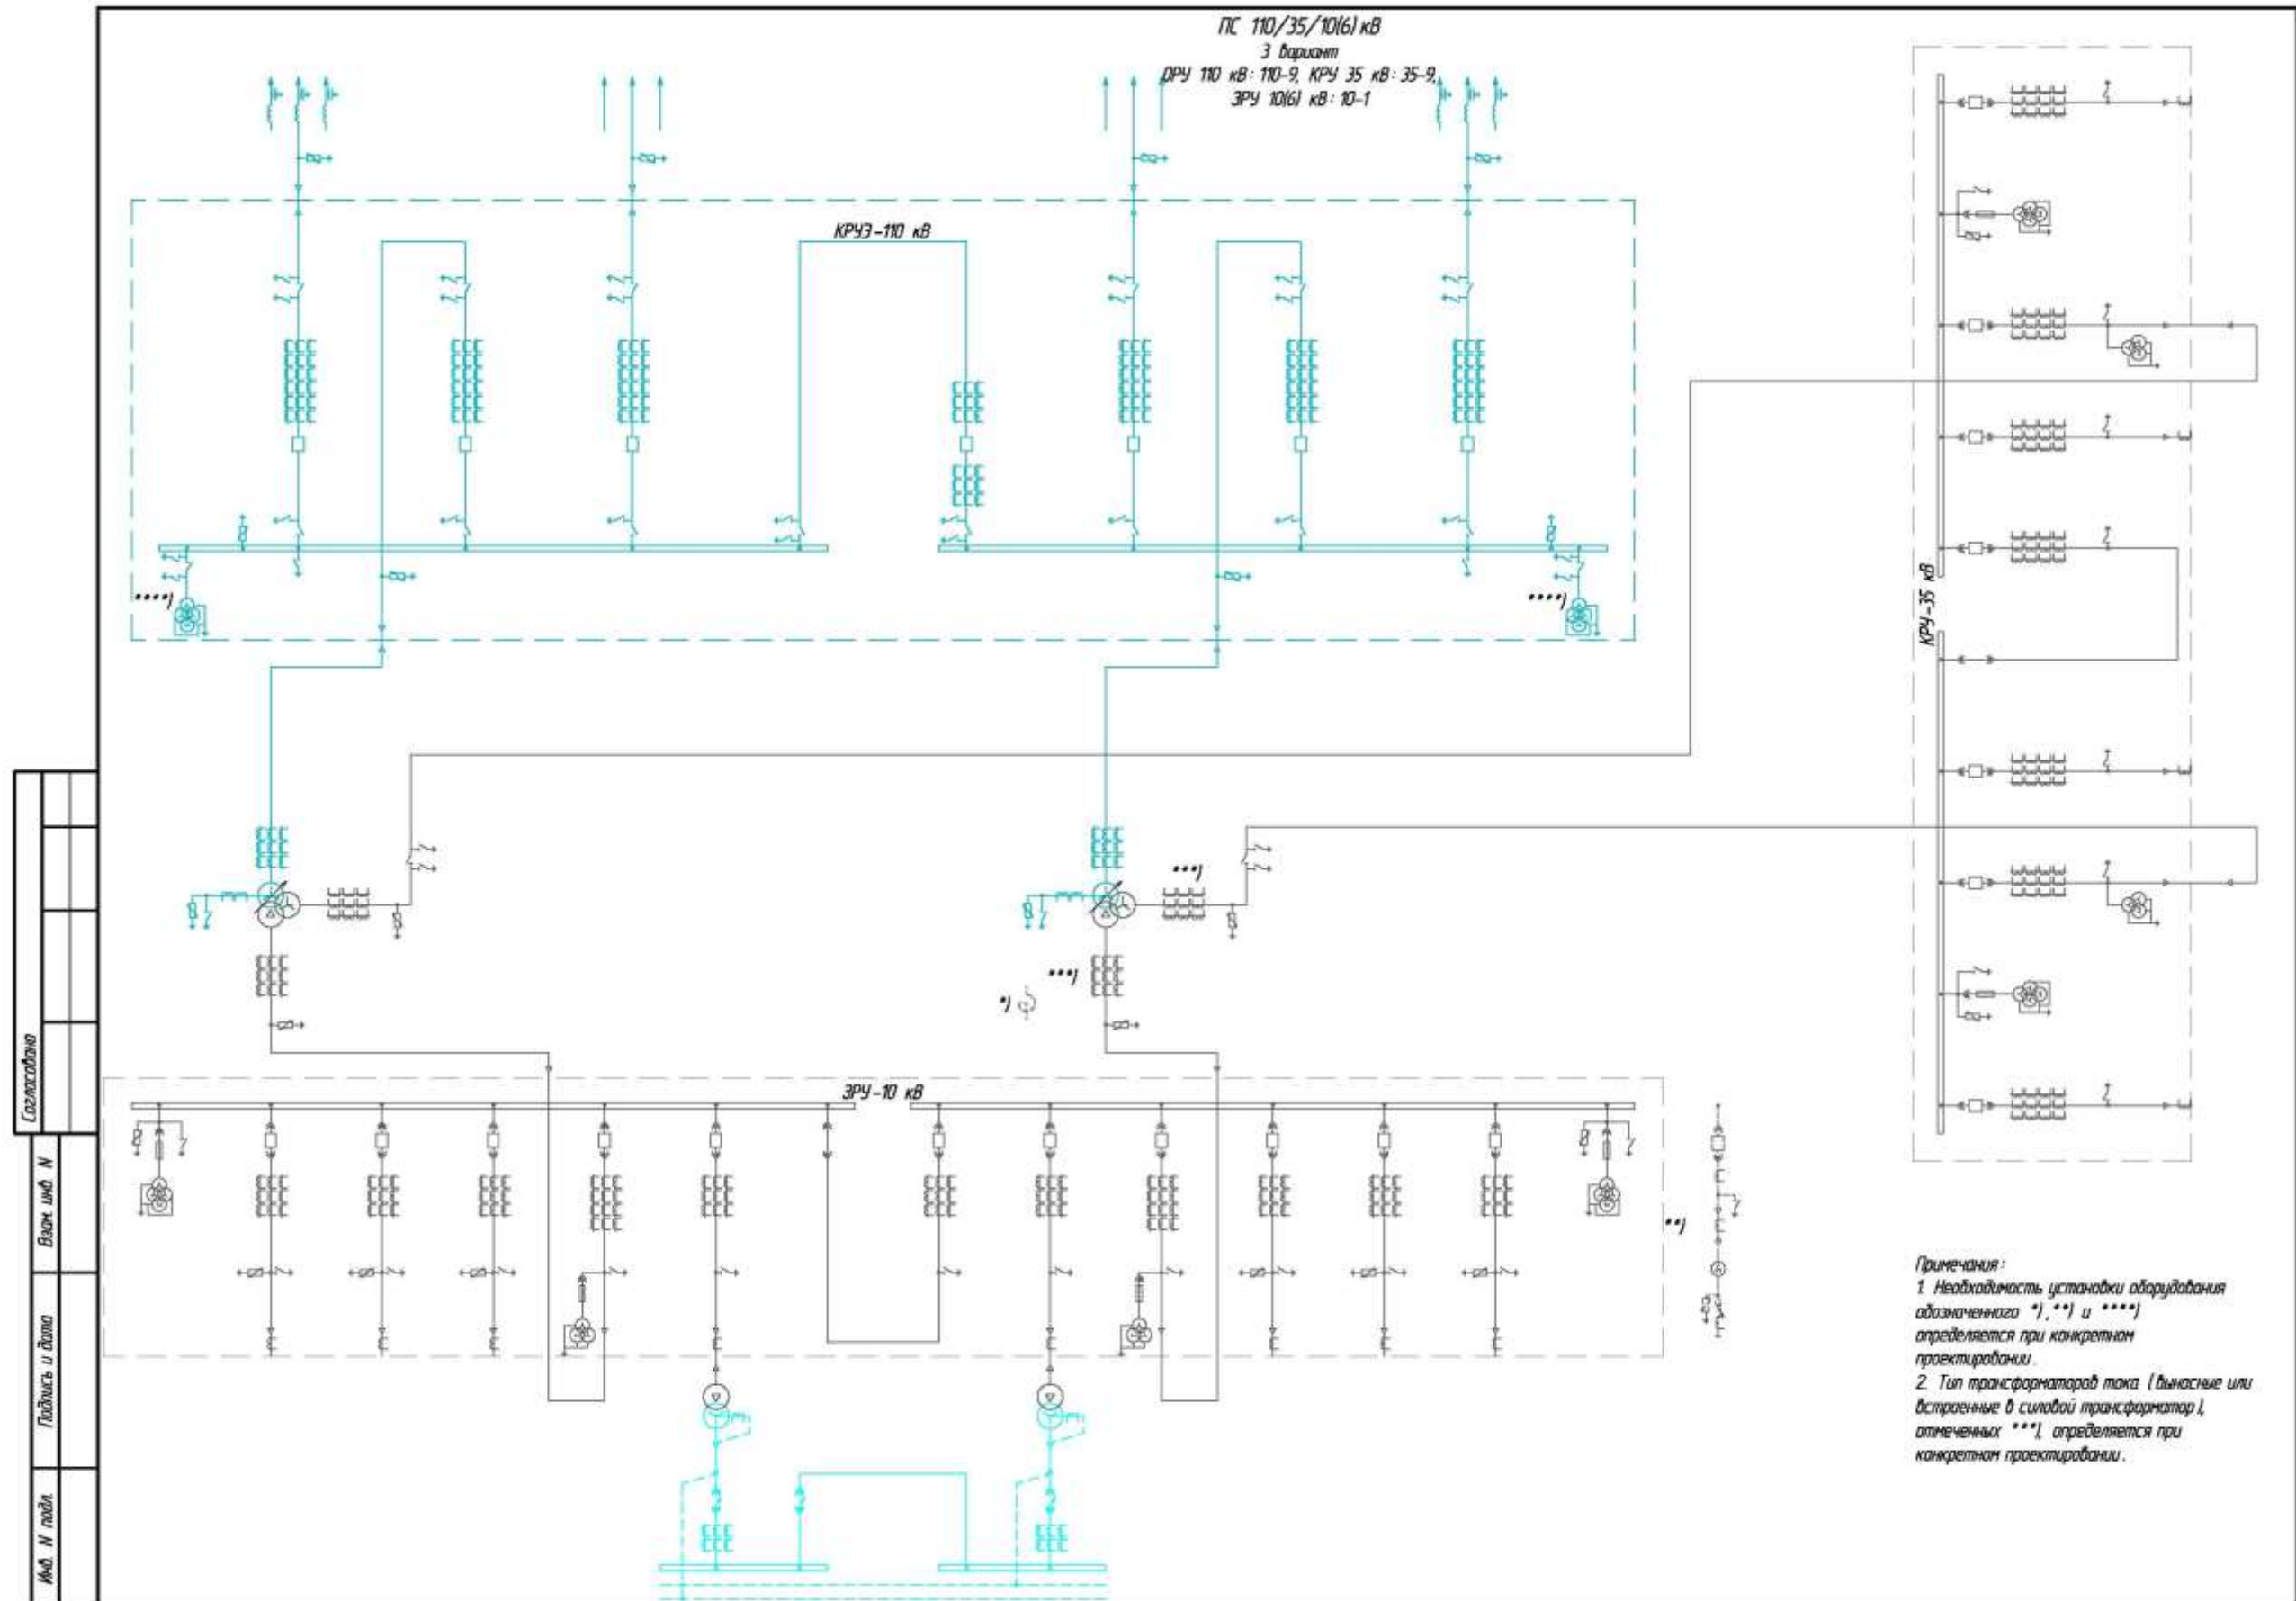 ПС 110/35/10(6) кВ
3 вариант
ОРУ 110 кВ: 110-9, КРУ 35 кВ: 35-9,
ЗРУ 10(6) кВ: 10-1
КРУЭ-110 кВ
****)
****)
КРУ-35 кВ
***)
***)
*)
ЗРУ-10 кВ
**)
Примечания:
1. Необходимость установки оборудования
обозначенного *), **) и ****)
определяется при конкретном
проектировании.
2. Тип трансформаторов тока (выносные или
встроенные в силовой трансформатор),
отмеченных ***), определяется при
конкретном проектировании.
Согласовано
Взам. инв. N
Подпись и дата
Инв. N подл.